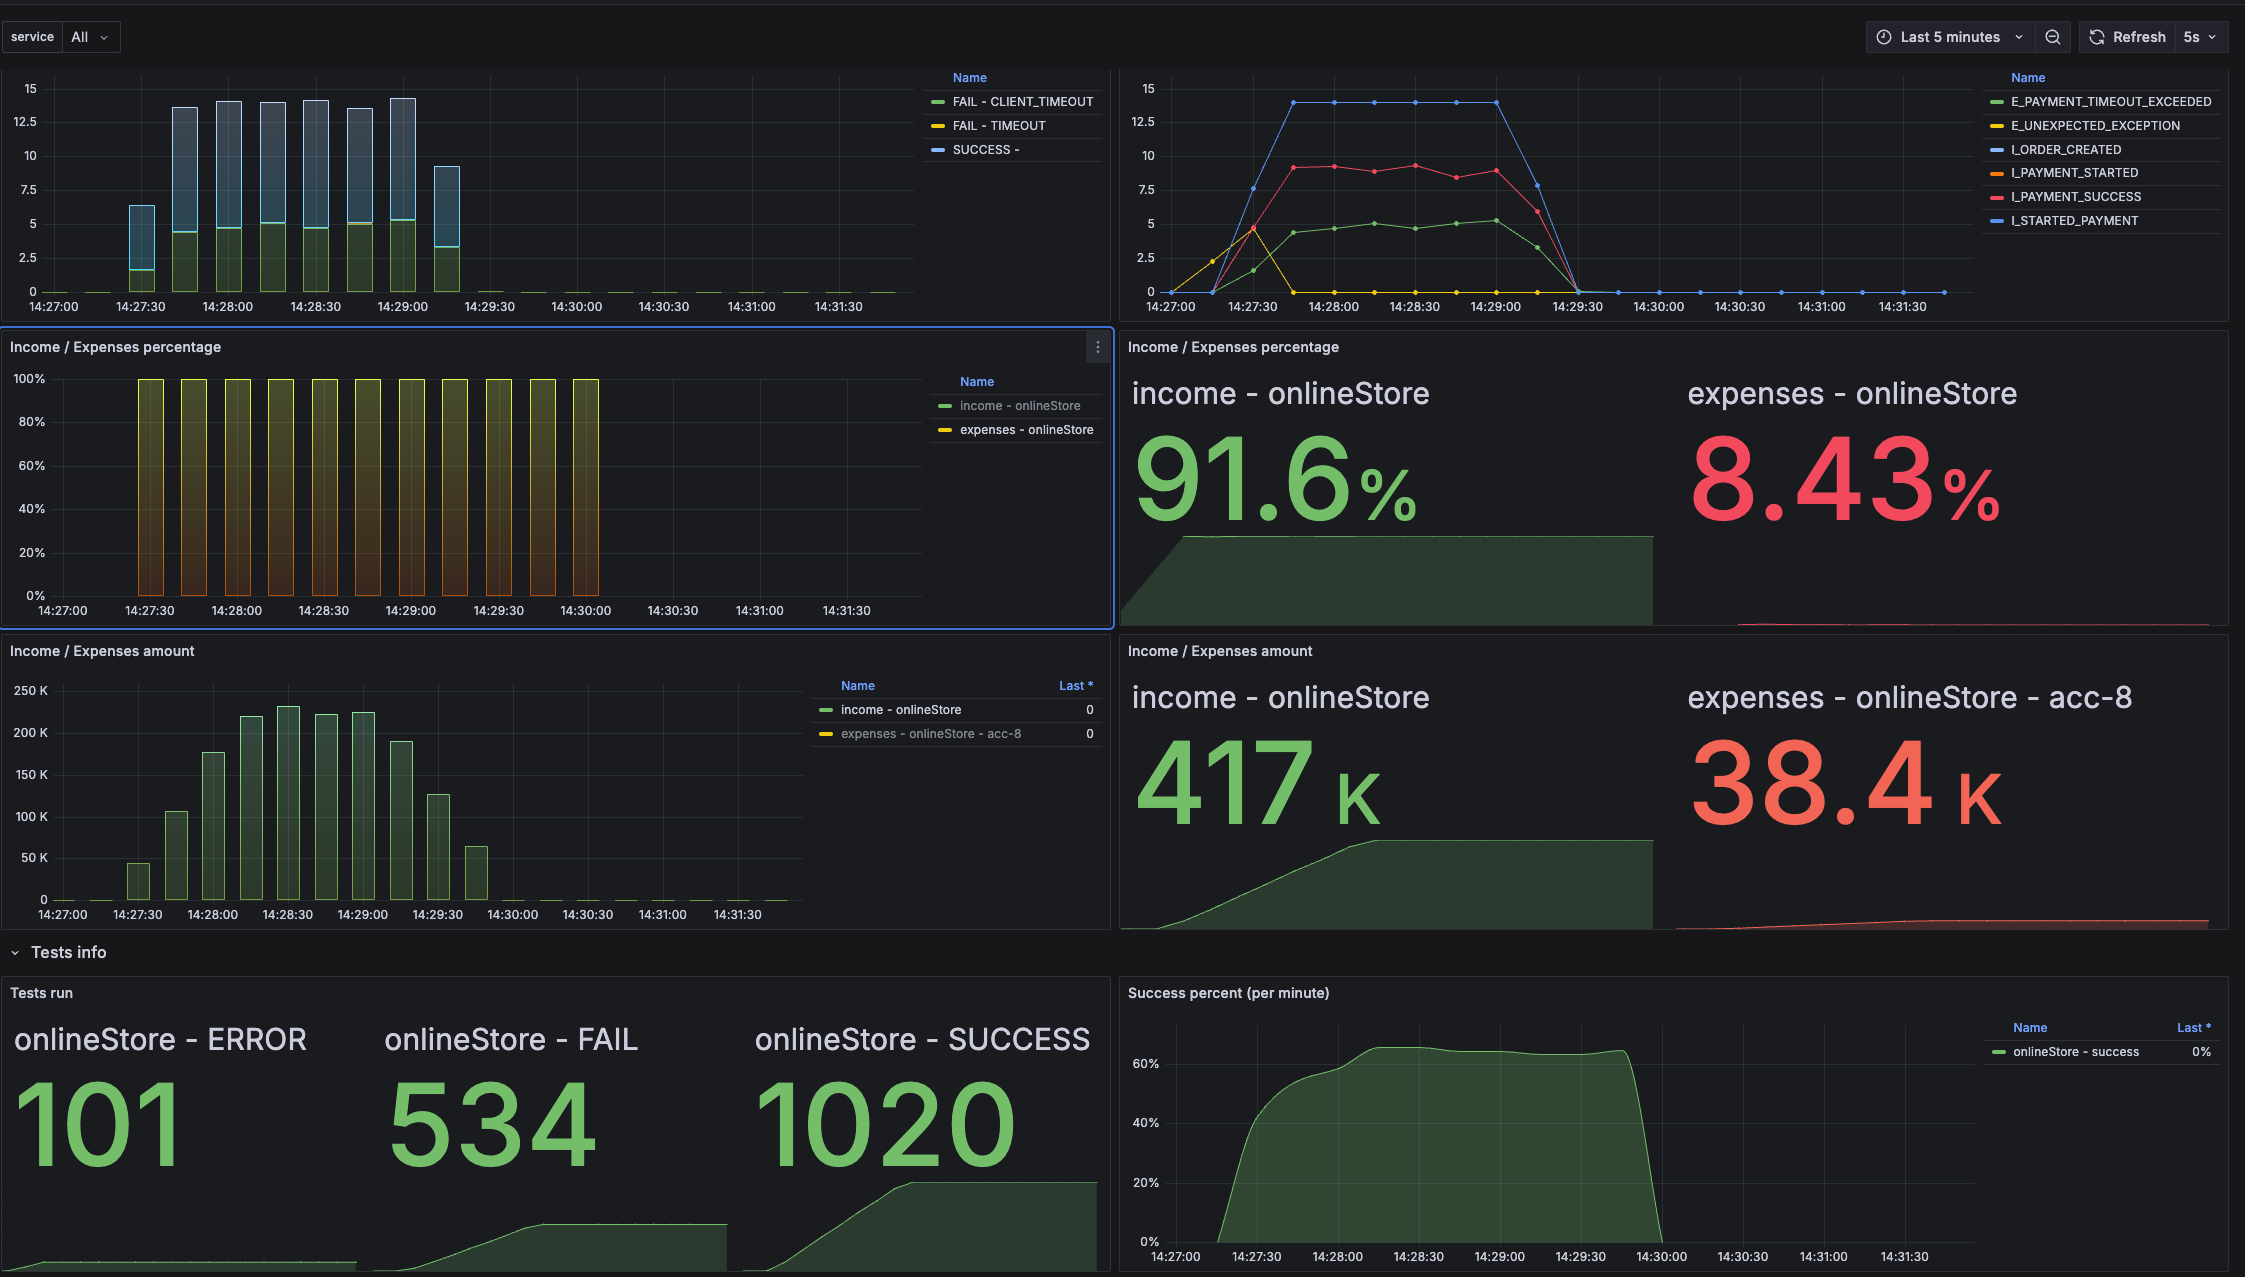 service All
Last 5 minutes
Refresh 5s
15
12.5
10
7.5
5
2.5
0
14:27:00 14:27:30 14:28:00 14:28:30 14:29:00 14:29:30 14:30:00 14:30:30 14:31:00 14:31:30
Name
FAIL - CLIENT_TIMEOUT
FAIL - TIMEOUT
SUCCESS -
15
12.5
10
7.5
5
2.5
0
14:27:00 14:27:30 14:28:00 14:28:30 14:29:00 14:29:30 14:30:00 14:30:30 14:31:00 14:31:30
Name
E_PAYMENT_TIMEOUT_EXCEEDED
E_UNEXPECTED_EXCEPTION
I_ORDER_CREATED
I_PAYMENT_STARTED
I_PAYMENT_SUCCESS
I_STARTED_PAYMENT
Income / Expenses percentage
100%
80%
60%
40%
20%
0%
14:27:00 14:27:30 14:28:00 14:28:30 14:29:00 14:29:30 14:30:00 14:30:30 14:31:00 14:31:30
Name
income - onlineStore
expenses - onlineStore
Income / Expenses percentage
income - onlineStore
91.6%
expenses - onlineStore
8.43%
Income / Expenses amount
250 K
200 K
150 K
100 K
50 K
0
14:27:00 14:27:30 14:28:00 14:28:30 14:29:00 14:29:30 14:30:00 14:30:30 14:31:00 14:31:30
Name Last *
income - onlineStore 0
expenses - onlineStore - acc-8 0
Income / Expenses amount
income - onlineStore
417 K
expenses - onlineStore - acc-8
38.4 K
Tests info
Tests run
onlineStore - ERROR
101
onlineStore - FAIL
534
onlineStore - SUCCESS
1020
Success percent (per minute)
60%
40%
20%
0%
14:27:00 14:27:30 14:28:00 14:28:30 14:29:00 14:29:30 14:30:00 14:30:30 14:31:00 14:31:30
Name Last *
onlineStore - success 0%